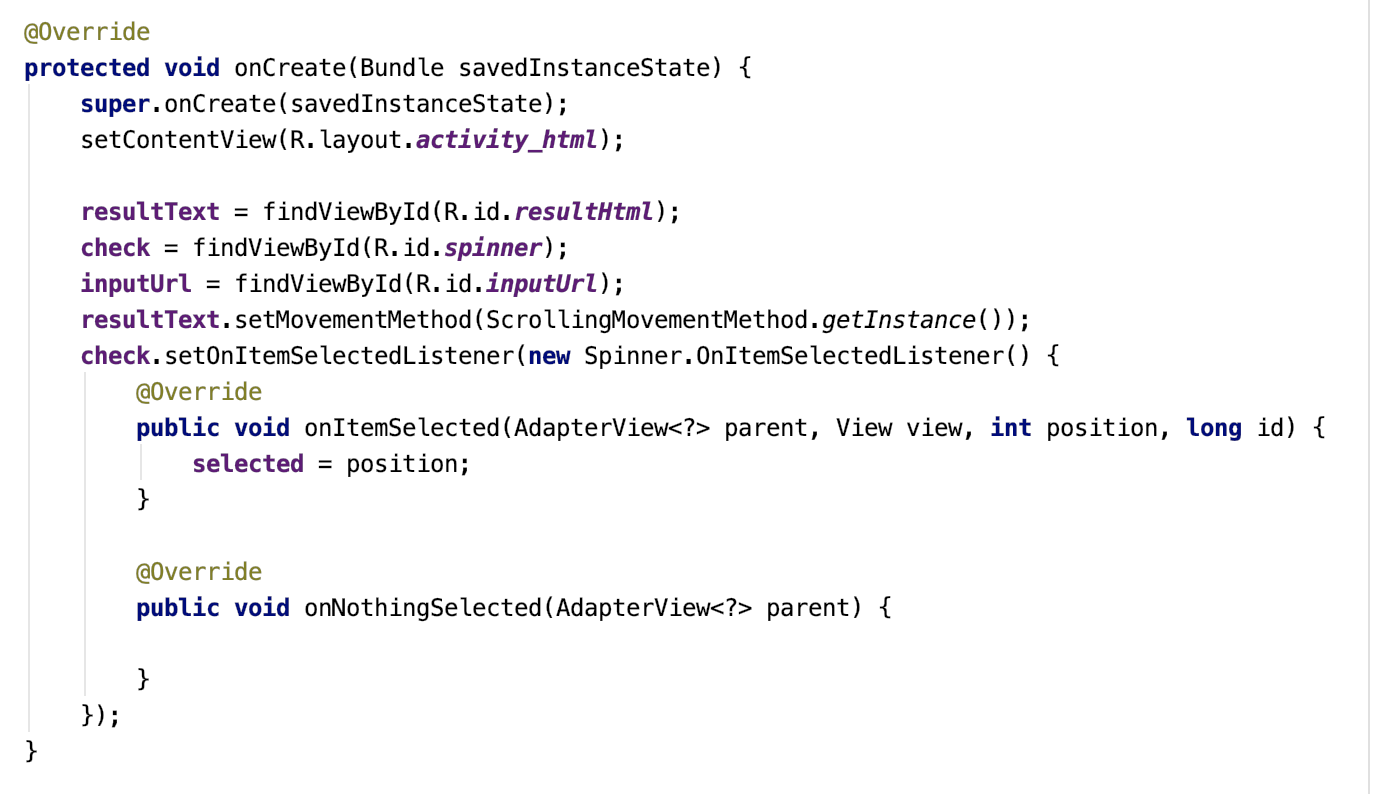 @Override
protected void onCreate(Bundle savedInstanceState) {
    super.onCreate(savedInstanceState);
    setContentView(R.layout.activity_html);

    resultText = findViewById(R.id.resultHtml);
    check = findViewById(R.id.spinner);
    inputUrl = findViewById(R.id.inputUrl);
    resultText.setMovementMethod(ScrollingMovementMethod.getInstance());
    check.setOnItemSelectedListener(new Spinner.OnItemSelectedListener() {
        @Override
        public void onItemSelected(AdapterView<?> parent, View view, int position, long id) {
            selected = position;
        }

        @Override
        public void onNothingSelected(AdapterView<?> parent) {

        }
    });
}